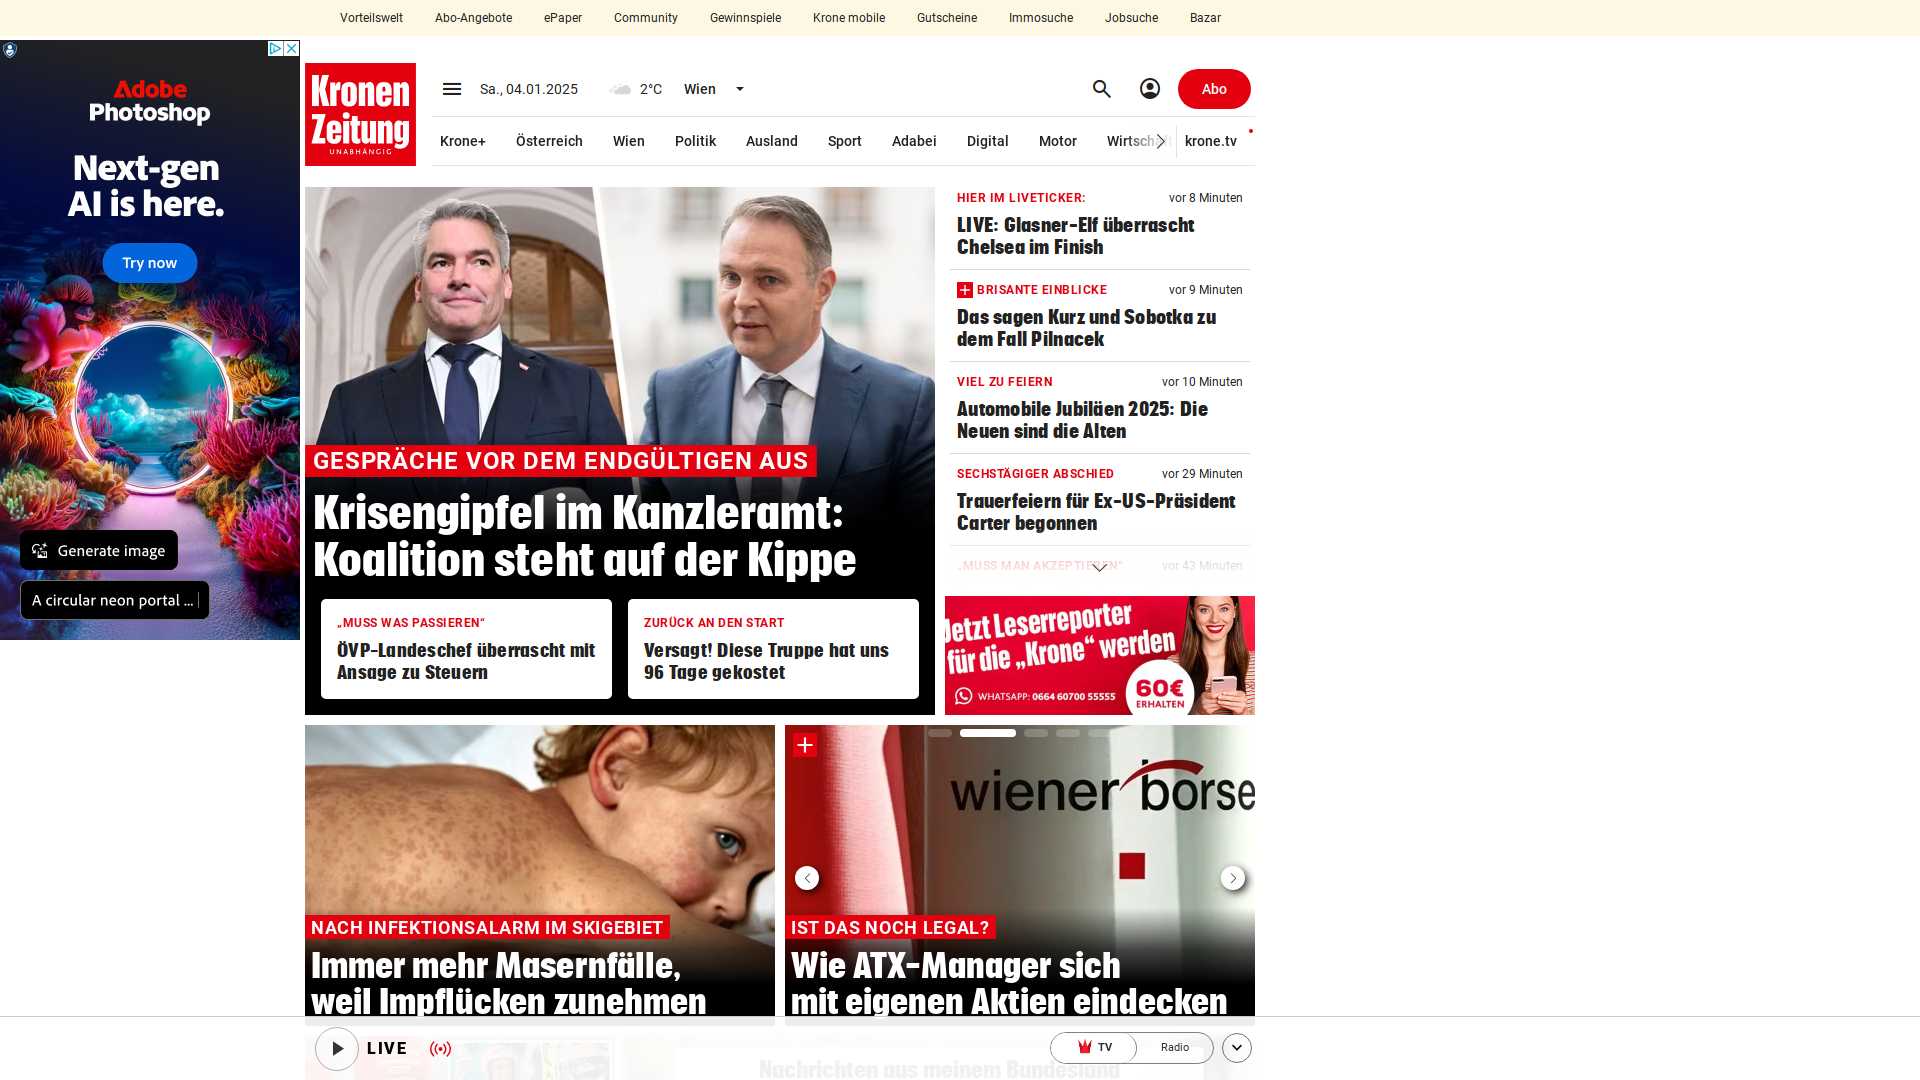 Vorteilswelt
Abo-Angebote
ePaper
Community
Gewinnspiele
Krone mobile
Gutscheine
Immosuche
Jobsuche
Bazar
Adobe
Photoshop
Next-gen
AI is here.
Try now
Generate image
A circular neon portal ...
Kronen
Zeitung
UNABHÄNGIG
Sa., 04.01.2025
2°C
Wien
Abo
Krone+
Österreich
Wien
Politik
Ausland
Sport
Adabei
Digital
Motor
Wirtschaft
krone.tv
GESPRÄCHE VOR DEM ENDGÜLTIGEN AUS
Krisengipfel im Kanzleramt:
Koalition steht auf der Kippe
„MUSS WAS PASSIEREN“
ÖVP-Landeschef überrascht mit
Ansage zu Steuern
ZURÜCK AN DEN START
Versagt! Diese Truppe hat uns
96 Tage gekostet
HIER IM LIVETICKER:
vor 8 Minuten
LIVE: Glasner-Elf überrascht
Chelsea im Finish
BRISANTE EINBLICKE
vor 9 Minuten
Das sagen Kurz und Sobotka zu
dem Fall Pilnacek
VIEL ZU FEIERN
vor 10 Minuten
Automobile Jubiläen 2025: Die
Neuen sind die Alten
SECHSTÄGIGER ABSCHIED
vor 29 Minuten
Trauerfeiern für Ex-US-Präsident
Carter begonnen
„MUSS MAN AKZEPTIEREN“
vor 43 Minuten
Jetzt Leserreporter
für die „Krone“ werden
WHATSAPP: 0664 60700 55555
60€
ERHALTEN
NACH INFEKTIONSALARM IM SKIGEBIET
Immer mehr Masernfälle,
weil Impflücken zunehmen
wiener börse
IST DAS NOCH LEGAL?
Wie ATX-Manager sich
mit eigenen Aktien eindecken
LIVE
TV
Radio
Nachrichten aus meinem Bundesland